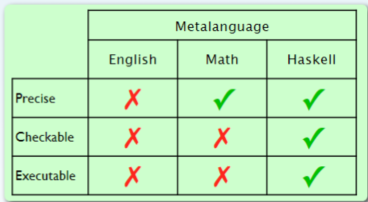 Metalanguage
English Math Haskell
Precise ✗ ✓ ✓
Checkable ✗ ✗ ✓
Executable ✗ ✗ ✓